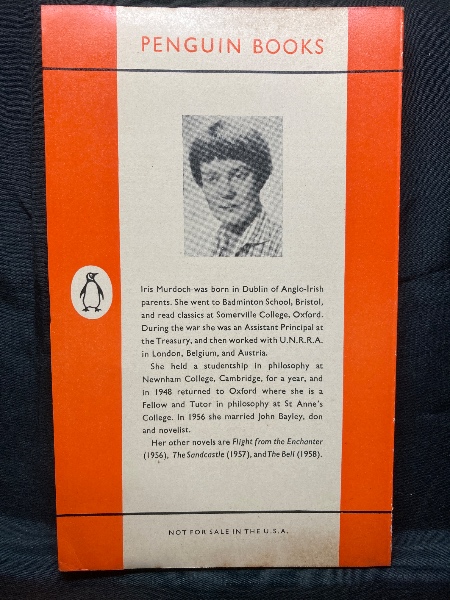 PENGUIN BOOKS
Iris Murdoch was born in Dublin of Anglo-Irish
parents. She went to Badminton School, Bristol,
and read classics at Somerville College, Oxford.
During the war she was an Assistant Principal at
the Treasury, and then worked with U.N.R.R.A.
in London, Belgium, and Austria.
She held a studentship in philosophy at
Newnham College, Cambridge, for a year, and
in 1948 returned to Oxford where she is a
Fellow and Tutor in philosophy at St Anne's
College. In 1956 she married John Bayley, don
and novelist.
Her other novels are Flight from the Enchanter
(1956), The Sandcastle (1957), and The Bell (1958).
NOT FOR SALE IN THE U.S.A.